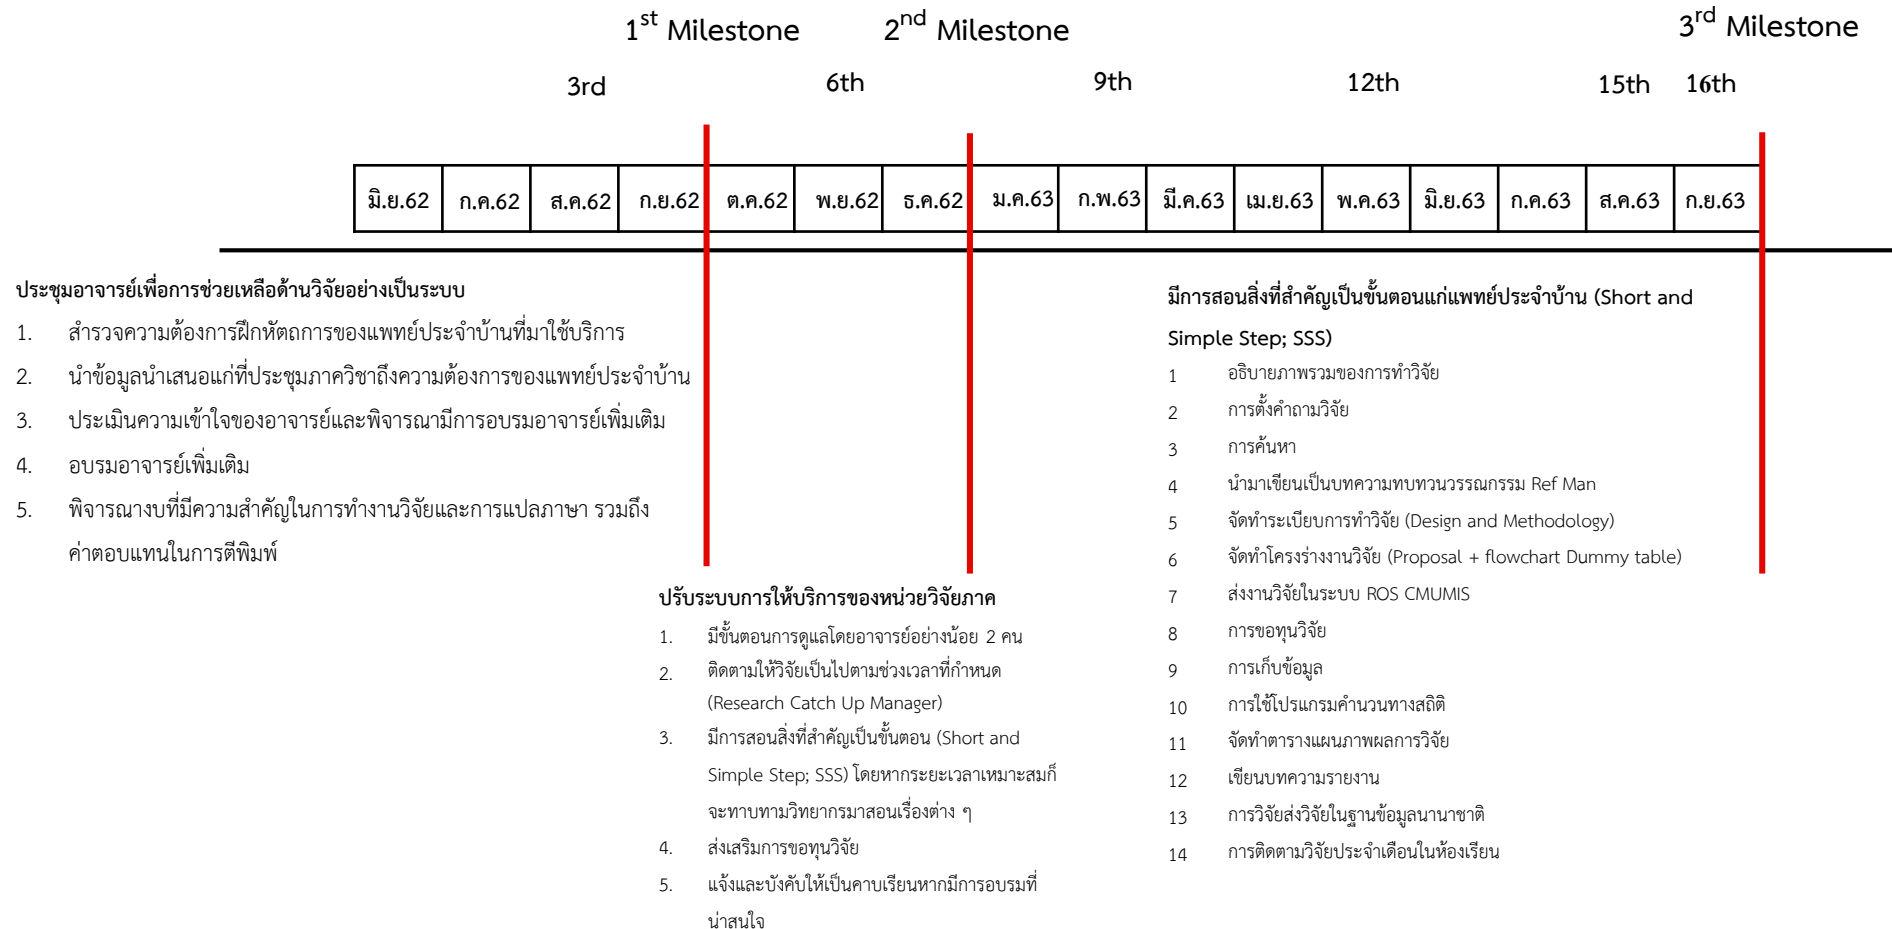 1st Milestone 2nd Milestone 3rd Milestone
3rd 6th 9th 12th 15th 16th
มิ.ย.62 ก.ค.62 ส.ค.62 ก.ย.62 ต.ค.62 พ.ย.62 ธ.ค.62 ม.ค.63 ก.พ.63 มี.ค.63 เม.ย.63 พ.ค.63 มิ.ย.63 ก.ค.63 ส.ค.63 ก.ย.63
ประชุมอาจารย์เพื่อการช่วยเหลือด้านวิจัยอย่างเป็นระบบ
1. สำรวจความต้องการฝึกหัตถการของแพทย์ประจำบ้านที่มาใช้บริการ
2. นำข้อมูลนำเสนอแก่ที่ประชุมภาควิชาถึงความต้องการของแพทย์ประจำบ้าน
3. ประเมินความเข้าใจของอาจารย์และพิจารณามีการอบรมอาจารย์เพิ่มเติม
4. อบรมอาจารย์เพิ่มเติม
5. พิจารณางบที่มีความสำคัญในการทำงานวิจัยและการแปลภาษา รวมถึง
ค่าตอบแทนในการตีพิมพ์
ปรับระบบการให้บริการของหน่วยวิจัยภาค
1. มีขั้นตอนการดูแลโดยอาจารย์อย่างน้อย 2 คน
2. ติดตามให้วิจัยเป็นไปตามช่วงเวลาที่กำหนด
(Research Catch Up Manager)
3. มีการสอนสิ่งที่สำคัญเป็นขั้นตอน (Short and
Simple Step; SSS) โดยหากระยะเวลาเหมาะสมก็
จะทาบทามวิทยากรมาสอนเรื่องต่าง ๆ
4. ส่งเสริมการขอทุนวิจัย
5. แจ้งและบังคับให้เป็นคาบเรียนหากมีการอบรมที่
น่าสนใจ
มีการสอนสิ่งที่สำคัญเป็นขั้นตอนแก่แพทย์ประจำบ้าน (Short and
Simple Step; SSS)
1 อธิบายภาพรวมของการทำวิจัย
2 การตั้งคำถามวิจัย
3 การค้นหา
4 นำมาเขียนเป็นบทความทบทวนวรรณกรรม Ref Man
5 จัดทำระเบียบการทำวิจัย (Design and Methodology)
6 จัดทำโครงร่างงานวิจัย (Proposal + flowchart Dummy table)
7 ส่งงานวิจัยในระบบ ROS CMUMIS
8 การขอทุนวิจัย
9 การเก็บข้อมูล
10 การใช้โปรแกรมคำนวนทางสถิติ
11 จัดทำตารางแผนภาพผลการวิจัย
12 เขียนบทความรายงาน
13 การวิจัยส่งวิจัยในฐานข้อมูลนานาชาติ
14 การติดตามวิจัยประจำเดือนในห้องเรียน